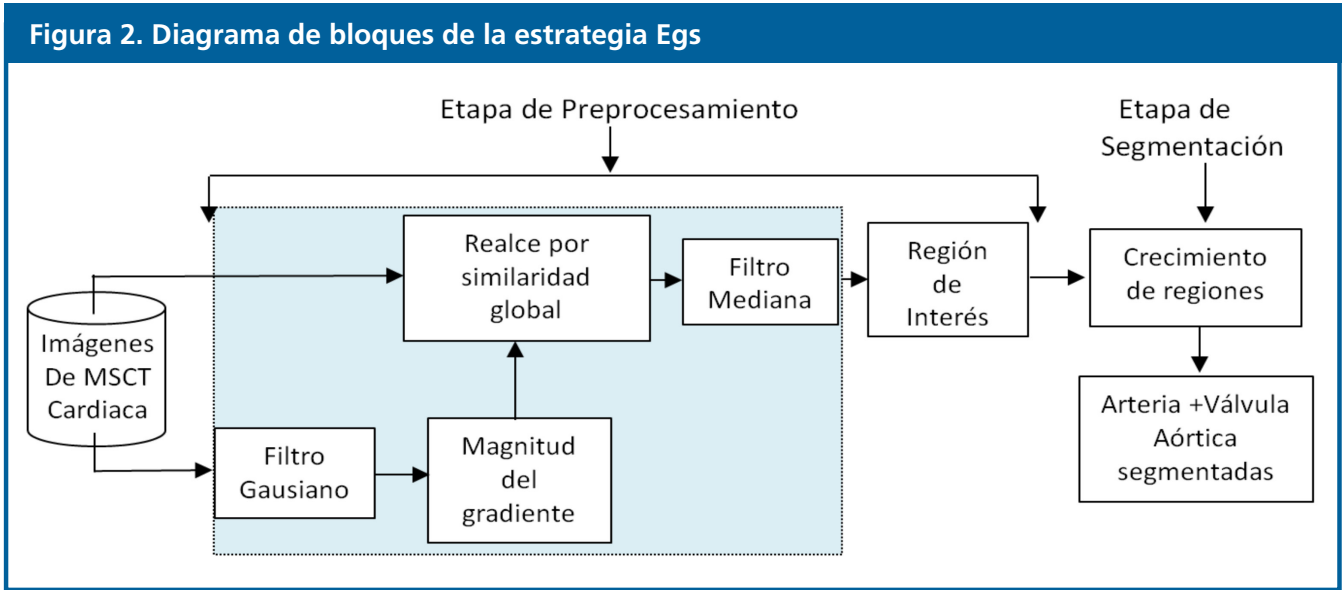 Figura 2. Diagrama de bloques de la estrategia Egs
Etapa de Preprocesamiento
Etapa de
Segmentación
Realce por
similaridad
global
Filtro
Mediana
Región
de
Interés
Crecimiento
de regiones
Imágenes
De MSCT
Cardiaca
Filtro
Gausiano
Magnitud
del
gradiente
Arteria +Válvula
Aórtica
segmentadas